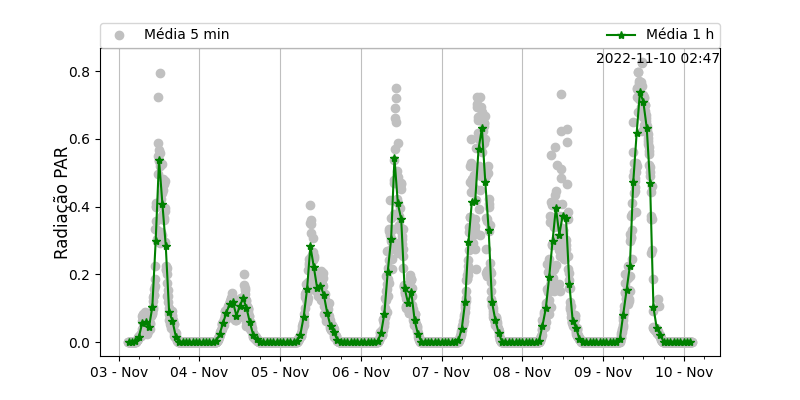 Média 5 min
Média 1 h
2022-11-10 02:47
Radiação PAR
0.8
0.6
0.4
0.2
0.0
03 - Nov
04 - Nov
05 - Nov
06 - Nov
07 - Nov
08 - Nov
09 - Nov
10 - Nov